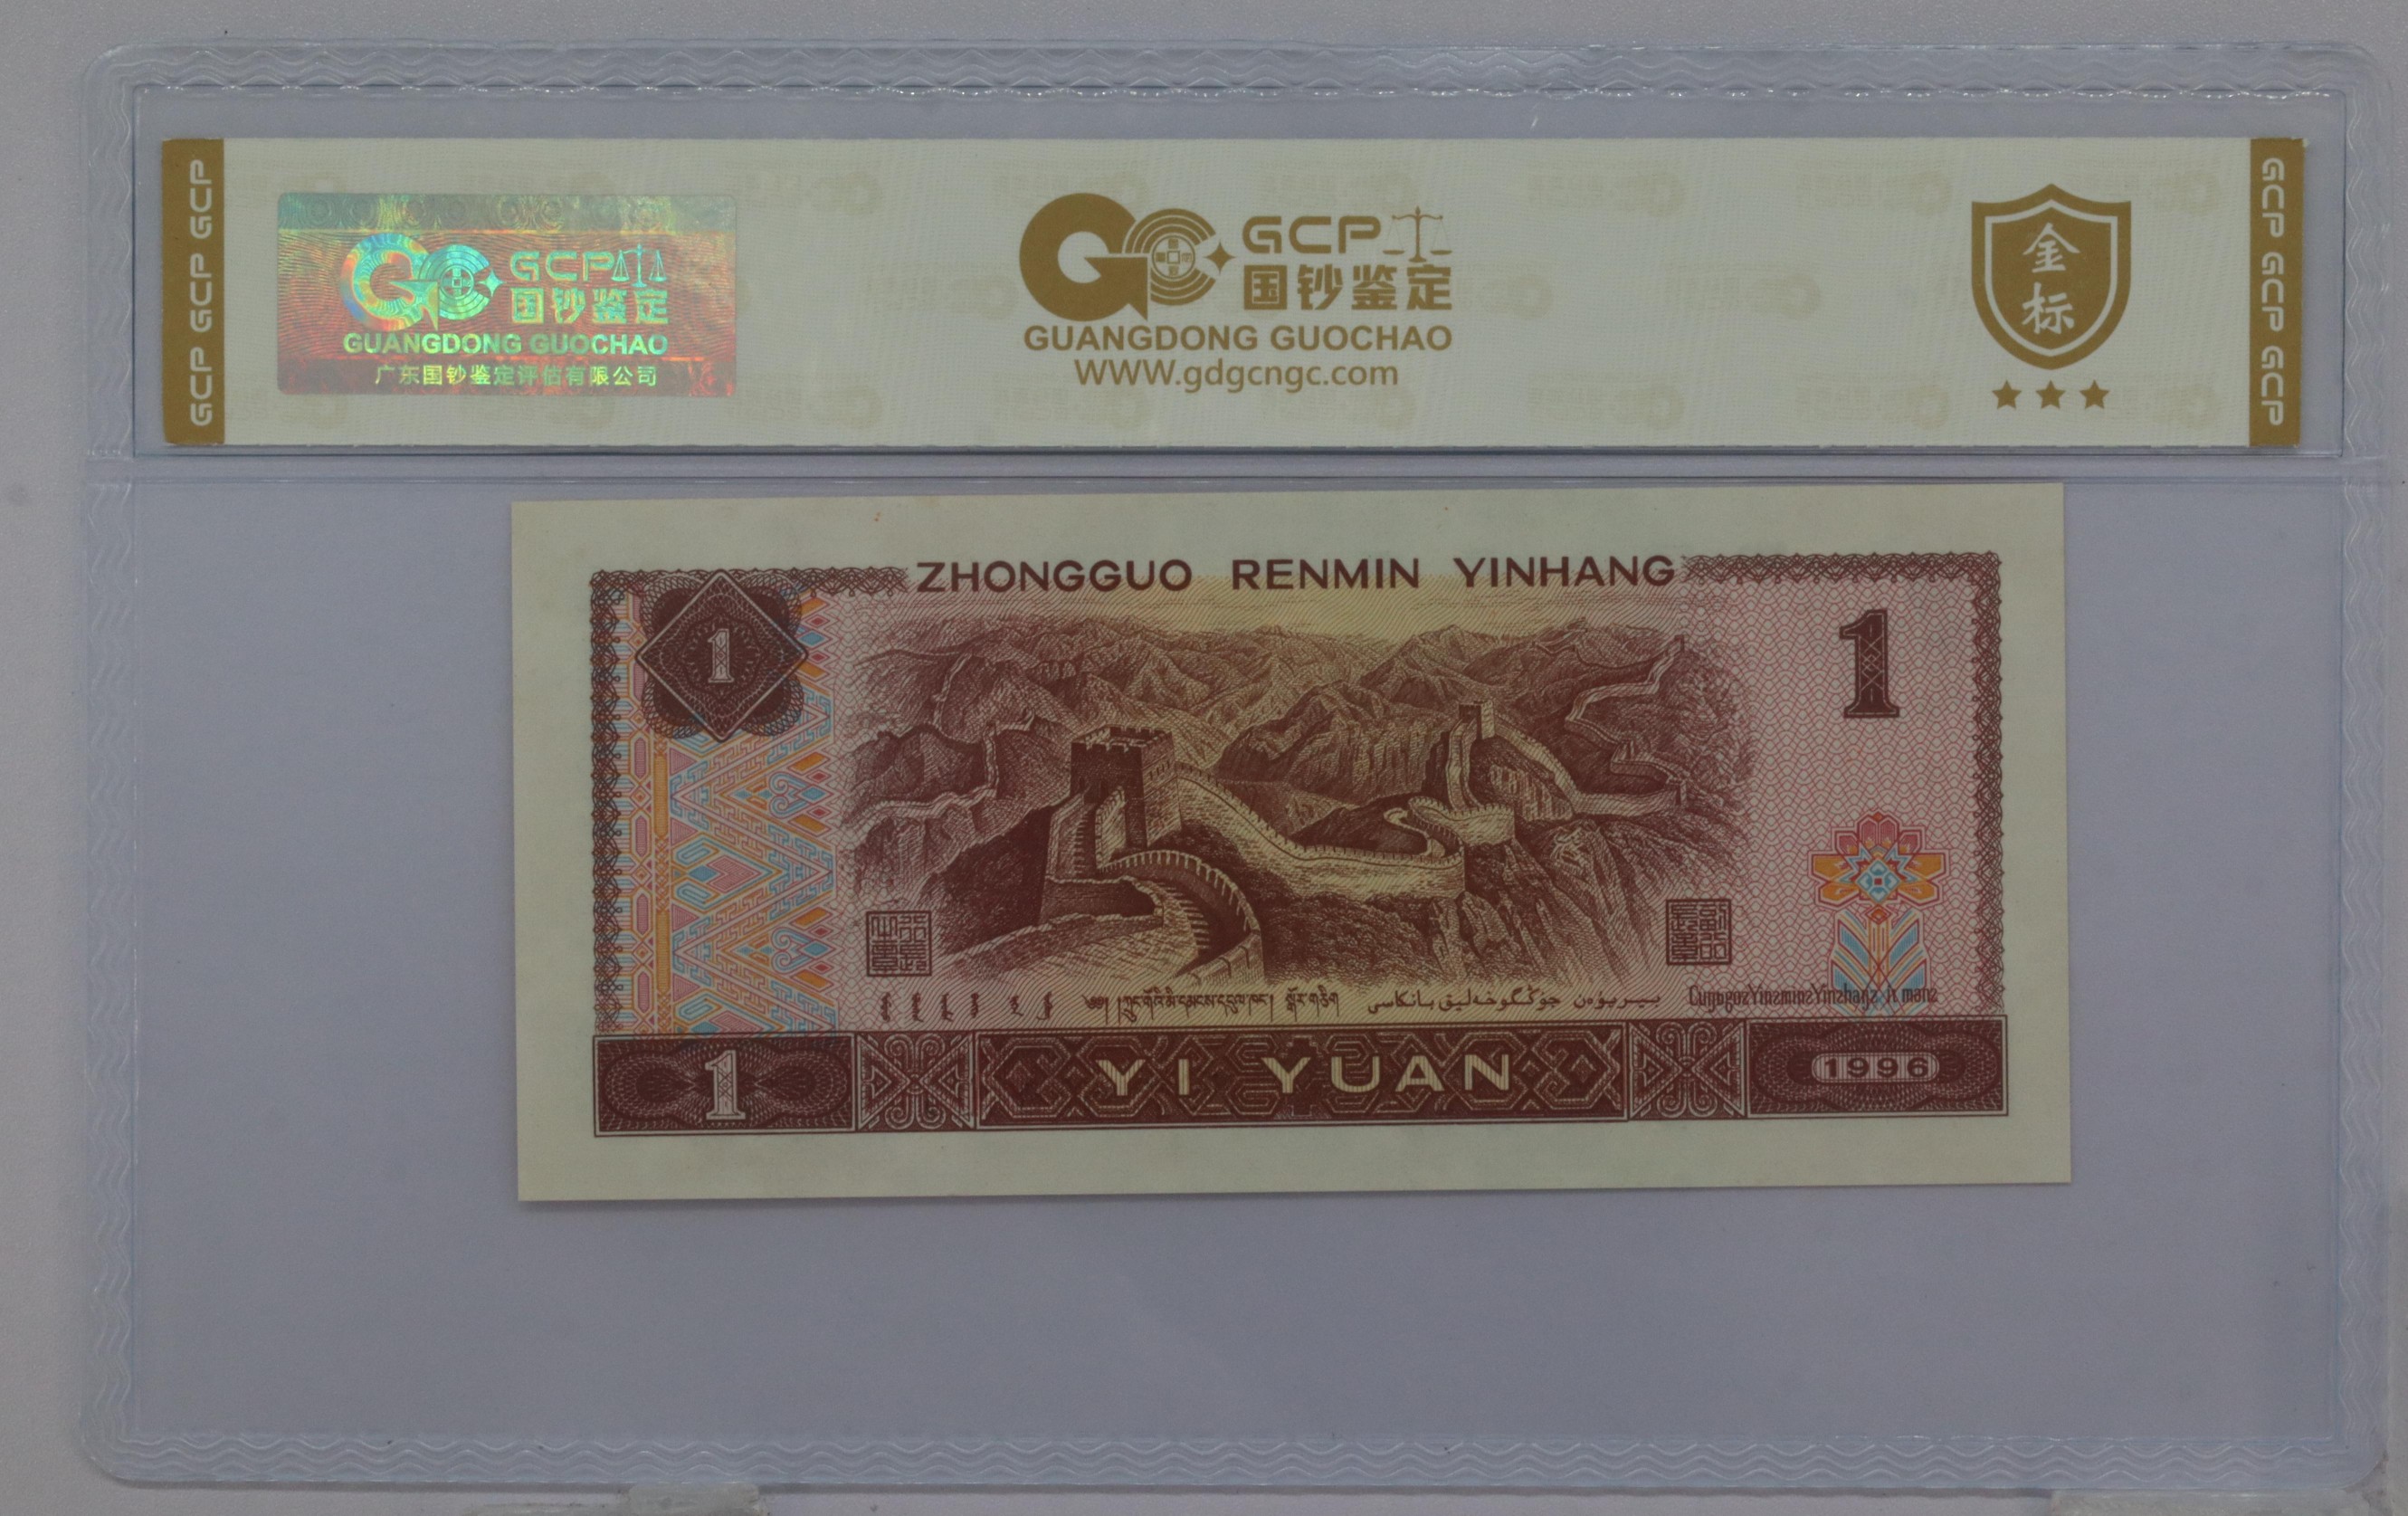 GCP GCP GCP
GCP
国钞鉴定
GUANGDONG GUOCHAO
广东国钞鉴定评估有限公司
GCP
国钞鉴定
GUANGDONG GUOCHAO
WWW.gdgcngc.com
金
标
GCP GCP GCP
ZHONGGUO RENMIN YINHANG
1
1
1
YI YUAN
1996